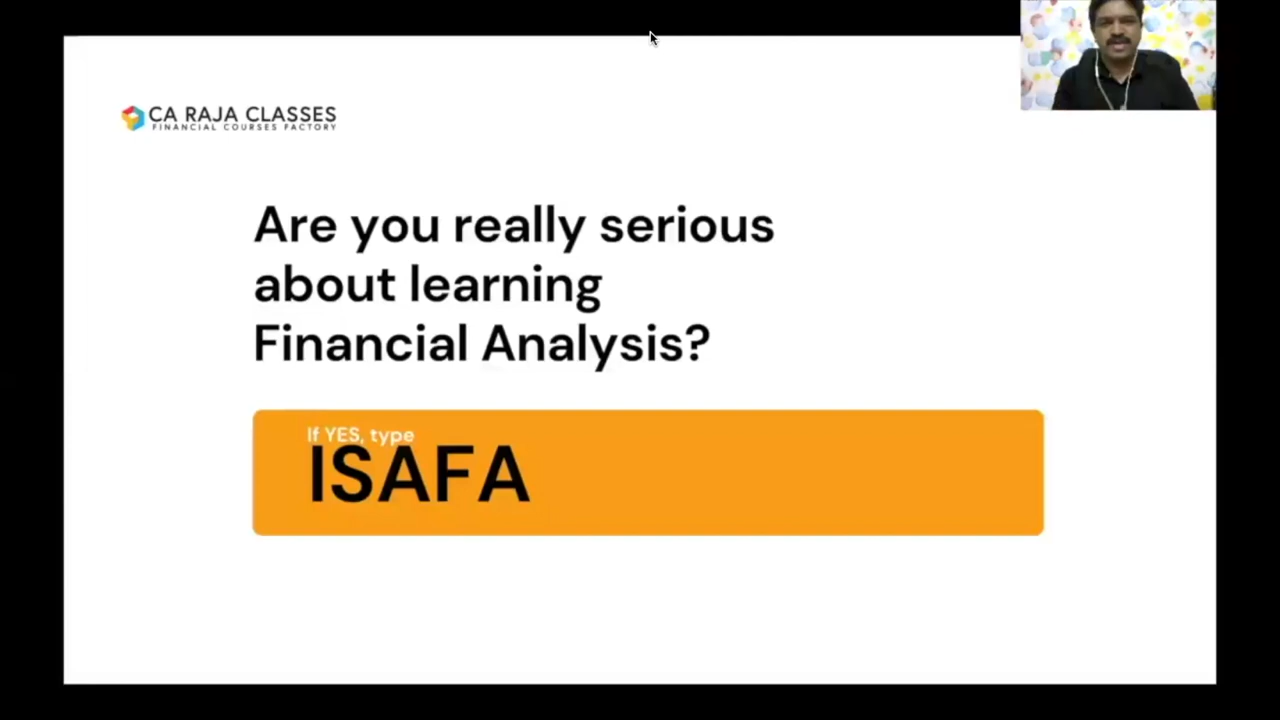 CA RAJA CLASSES
FINANCIAL COURSES FACTORY
Are you really serious
about learning
Financial Analysis?
If YES, type
ISAFA